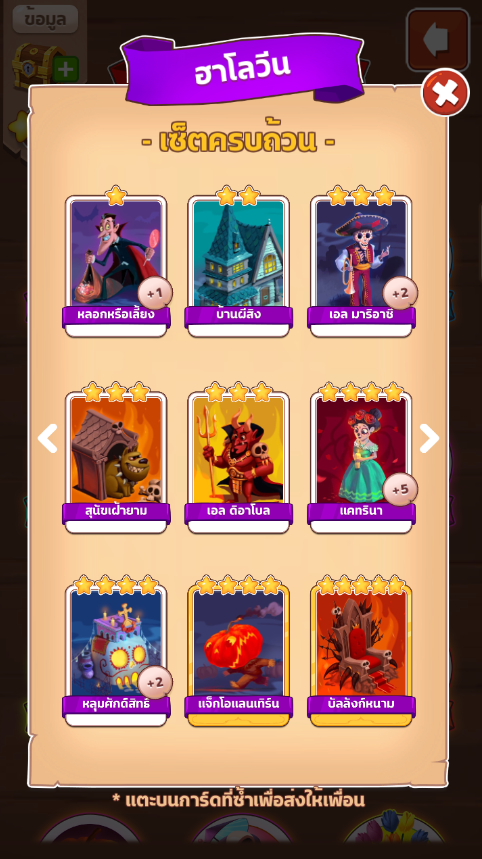 ข้อมูล
ฮาโลวีน
- เซ็ตครบถ้วน -
+1
+2
หลอกหรือเลี้ยง
บ้านผีสิง
เอล มาริอาชี
สุนัขเฝ้ายาม
เอล ดิอาโบล
+5
แคทรินา
+2
หลุมศักดิ์สิทธิ์
แจ็กโอแลนเทิร์น
บัลลังก์หนาม
* แตะบนการ์ดที่ซ้ำเพื่อส่งให้เพื่อน